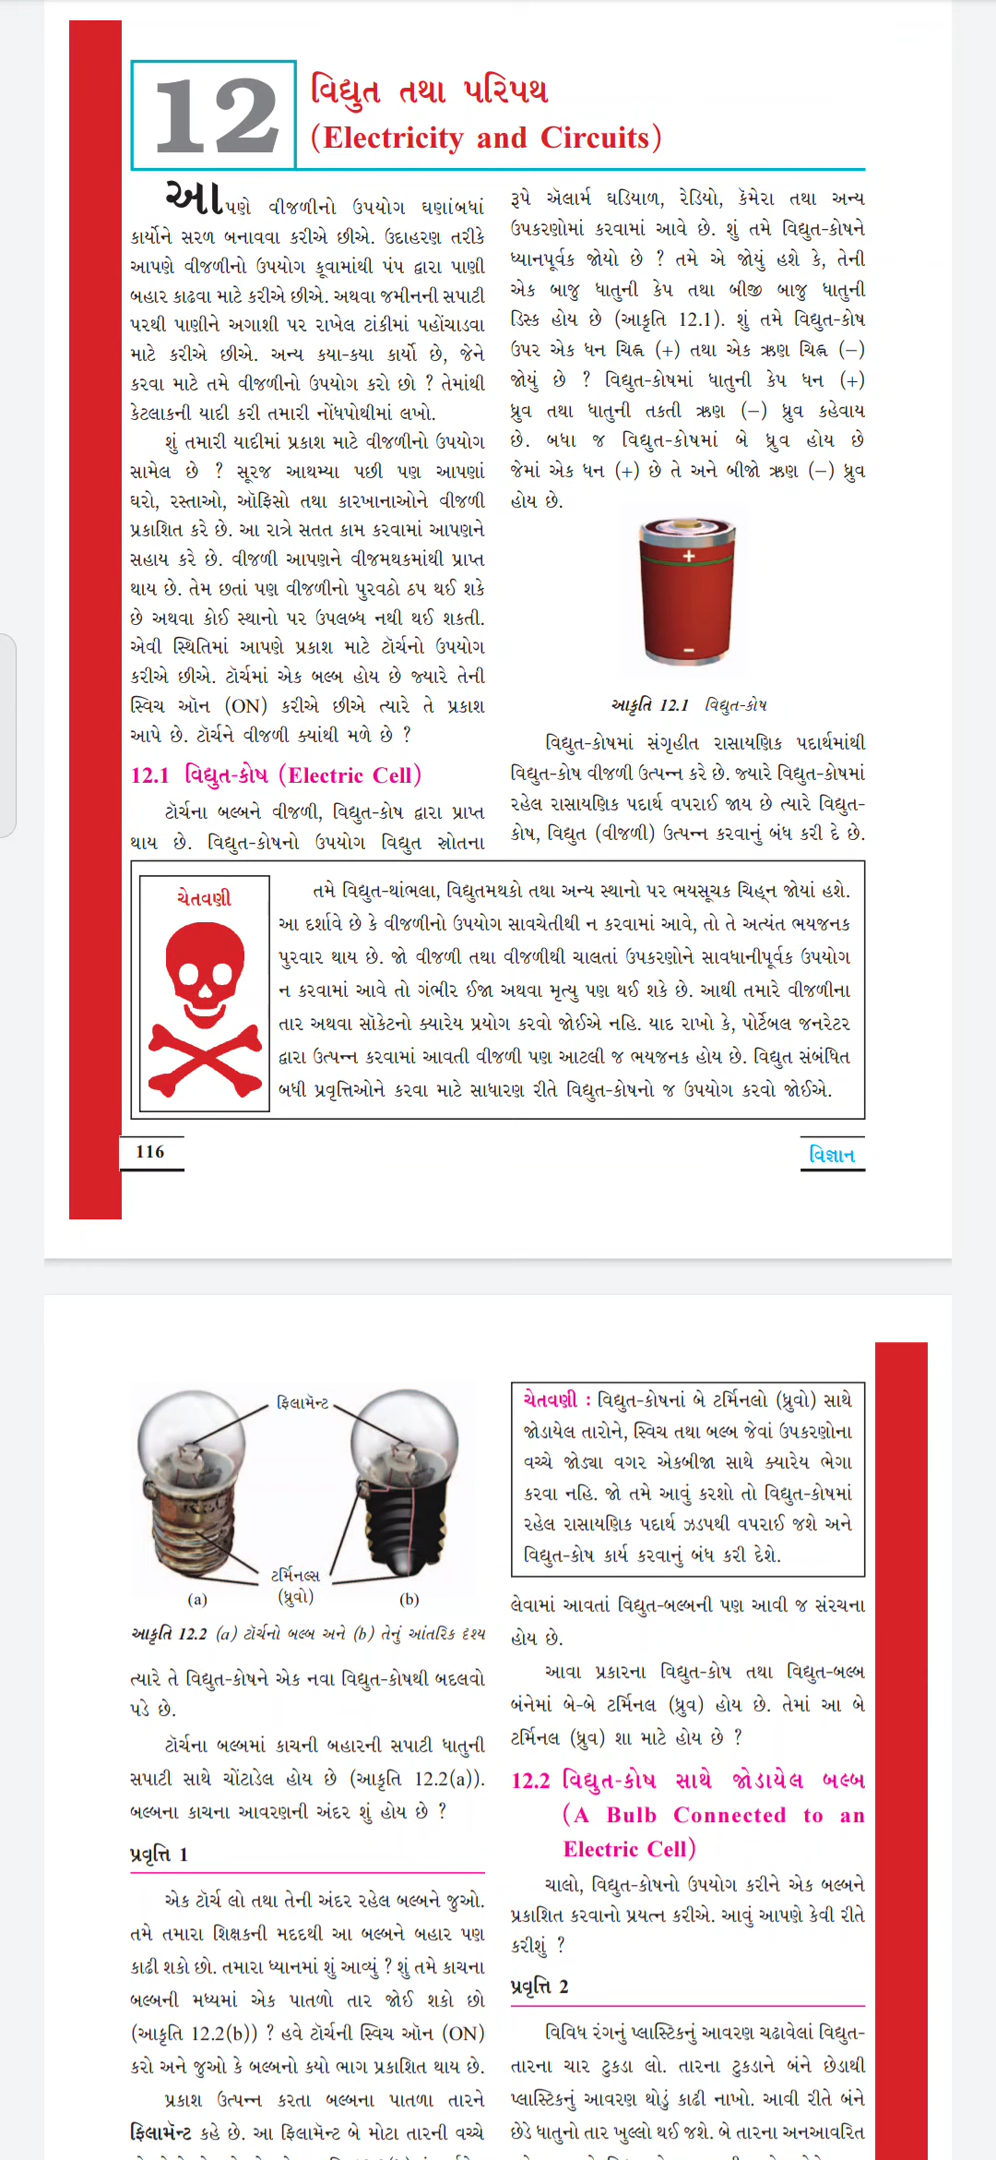 12
વિદ્યુત તથા પરિપથ
(Electricity and Circuits)
આપણે વીજળીનો ઉપયોગ ઘણાંબધાં
કાર્યોને સરળ બનાવવા કરીએ છીએ. ઉદાહરણ તરીકે
આપણે વીજળીનો ઉપયોગ કૂવામાંથી પંપ દ્વારા પાણી
બહાર કાઢવા માટે કરીએ છીએ. અથવા જમીનની સપાટી
પરથી પાણીને અગાશી પર રાખેલ ટાંકીમાં પહોંચાડવા
માટે કરીએ છીએ. અન્ય કયા-કયા કાર્યો છે, જેને
કરવા માટે તમે વીજળીનો ઉપયોગ કરો છો ? તેમાંથી
કેટલાકની યાદી કરી તમારી નોંધપોથીમાં લખો.
શું તમારી યાદીમાં પ્રકાશ માટે વીજળીનો ઉપયોગ
સામેલ છે ? સૂરજ આથમ્યા પછી પણ આપણાં
ઘરો, રસ્તાઓ, ઑફિસો તથા કારખાનાઓને વીજળી
પ્રકાશિત કરે છે. આ રાત્રે સતત કામ કરવામાં આપણને
સહાય કરે છે. વીજળી આપણને વીજમથકમાંથી પ્રાપ્ત
થાય છે. તેમ છતાં પણ વીજળીનો પુરવઠો ઠપ થઈ શકે
છે અથવા કોઈ સ્થાનો પર ઉપલબ્ધ નથી થઈ શકતી.
એવી સ્થિતિમાં આપણે પ્રકાશ માટે ટૉર્ચનો ઉપયોગ
કરીએ છીએ. ટૉર્ચમાં એક બલ્બ હોય છે જ્યારે તેની
સ્વિચ ઑન (ON) કરીએ છીએ ત્યારે તે પ્રકાશ
આપે છે. ટૉર્ચને વીજળી ક્યાંથી મળે છે ?
12.1 વિદ્યુત-કોષ (Electric Cell)
ટૉર્ચના બલ્બને વીજળી, વિદ્યુત-કોષ દ્વારા પ્રાપ્ત
થાય છે. વિદ્યુત-કોષનો ઉપયોગ વિદ્યુત સ્રોતના
રૂપે ઍલાર્મ ઘડિયાળ, રેડિયો, કૅમેરા તથા અન્ય
ઉપકરણોમાં કરવામાં આવે છે. શું તમે વિદ્યુત-કોષને
ધ્યાનપૂર્વક જોયો છે ? તમે એ જોયું હશે કે, તેની
એક બાજુ ધાતુની કેપ તથા બીજી બાજુ ધાતુની
ડિસ્ક હોય છે (આકૃતિ 12.1). શું તમે વિદ્યુત-કોષ
ઉપર એક ધન ચિહ્ન (+) તથા એક ઋણ ચિહ્ન (−)
જોયું છે ? વિદ્યુત-કોષમાં ધાતુની કેપ ધન (+)
ધ્રુવ તથા ધાતુની તકતી ઋણ (−) ધ્રુવ કહેવાય
છે. બધા જ વિદ્યુત-કોષમાં બે ધ્રુવ હોય છે
જેમાં એક ધન (+) છે તે અને બીજો ઋણ (−) ધ્રુવ
હોય છે.
+
−
આકૃતિ 12.1 વિદ્યુત-કોષ
વિદ્યુત-કોષમાં સંગૃહીત રાસાયણિક પદાર્થમાંથી
વિદ્યુત-કોષ વીજળી ઉત્પન્ન કરે છે. જ્યારે વિદ્યુત-કોષમાં
રહેલ રાસાયણિક પદાર્થ વપરાઈ જાય છે ત્યારે વિદ્યુત-
કોષ, વિદ્યુત (વીજળી) ઉત્પન્ન કરવાનું બંધ કરી દે છે.
ચેતવણી
તમે વિદ્યુત-થાંભલા, વિદ્યુતમથકો તથા અન્ય સ્થાનો પર ભયસૂચક ચિહ્ન જોયાં હશે.
આ દર્શાવે છે કે વીજળીનો ઉપયોગ સાવચેતીથી ન કરવામાં આવે, તો તે અત્યંત ભયજનક
પુરવાર થાય છે. જો વીજળી તથા વીજળીથી ચાલતાં ઉપકરણોને સાવધાનીપૂર્વક ઉપયોગ
ન કરવામાં આવે તો ગંભીર ઈજા અથવા મૃત્યુ પણ થઈ શકે છે. આથી તમારે વીજળીના
તાર અથવા સૉકેટનો ક્યારેય પ્રયોગ કરવો જોઈએ નહિ. યાદ રાખો કે, પોર્ટેબલ જનરેટર
દ્વારા ઉત્પન્ન કરવામાં આવતી વીજળી પણ આટલી જ ભયજનક હોય છે. વિદ્યુત સંબંધિત
બધી પ્રવૃત્તિઓને કરવા માટે સાધારણ રીતે વિદ્યુત-કોષનો જ ઉપયોગ કરવો જોઈએ.
116
વિજ્ઞાન
ફિલામૅન્ટ
ટર્મિનલ્સ
(ધ્રુવો)
(a)
(b)
આકૃતિ 12.2 (a) ટૉર્ચનો બલ્બ અને (b) તેનું આંતરિક દૃશ્ય
ત્યારે તે વિદ્યુત-કોષને એક નવા વિદ્યુત-કોષથી બદલવો
પડે છે.
ટૉર્ચના બલ્બમાં કાચની બહારની સપાટી ધાતુની
સપાટી સાથે ચોંટાડેલ હોય છે (આકૃતિ 12.2(a)).
બલ્બના કાચના આવરણની અંદર શું હોય છે ?
પ્રવૃત્તિ 1
એક ટૉર્ચ લો તથા તેની અંદર રહેલ બલ્બને જુઓ.
તમે તમારા શિક્ષકની મદદથી આ બલ્બને બહાર પણ
કાઢી શકો છો. તમારા ધ્યાનમાં શું આવ્યું ? શું તમે કાચના
બલ્બની મધ્યમાં એક પાતળો તાર જોઈ શકો છો
(આકૃતિ 12.2(b)) ? હવે ટૉર્ચની સ્વિચ ઑન (ON)
કરો અને જુઓ કે બલ્બનો કયો ભાગ પ્રકાશિત થાય છે.
પ્રકાશ ઉત્પન્ન કરતા બલ્બના પાતળા તારને
ફિલામૅન્ટ કહે છે. આ ફિલામૅન્ટ બે મોટા તારની વચ્ચે
ચેતવણી : વિદ્યુત-કોષનાં બે ટર્મિનલો (ધ્રુવો) સાથે
જોડાયેલ તારોને, સ્વિચ તથા બલ્બ જેવાં ઉપકરણોના
વચ્ચે જોડ્યા વગર એકબીજા સાથે ક્યારેય ભેગા
કરવા નહિ. જો તમે આવું કરશો તો વિદ્યુત-કોષમાં
રહેલ રાસાયણિક પદાર્થ ઝડપથી વપરાઈ જશે અને
વિદ્યુત-કોષ કાર્ય કરવાનું બંધ કરી દેશે.
લેવામાં આવતાં વિદ્યુત-બલ્બની પણ આવી જ સંરચના
હોય છે.
આવા પ્રકારના વિદ્યુત-કોષ તથા વિદ્યુત-બલ્બ
બંનેમાં બે-બે ટર્મિનલ (ધ્રુવ) હોય છે. તેમાં આ બે
ટર્મિનલ (ધ્રુવ) શા માટે હોય છે ?
12.2 વિદ્યુત-કોષ સાથે જોડાયેલ બલ્બ
(A Bulb Connected to an
Electric Cell)
ચાલો, વિદ્યુત-કોષનો ઉપયોગ કરીને એક બલ્બને
પ્રકાશિત કરવાનો પ્રયત્ન કરીએ. આવું આપણે કેવી રીતે
કરીશું ?
પ્રવૃત્તિ 2
વિવિધ રંગનું પ્લાસ્ટિકનું આવરણ ચઢાવેલાં વિદ્યુત-
તારના ચાર ટુકડા લો. તારના ટુકડાને બંને છેડાથી
પ્લાસ્ટિકનું આવરણ થોડું કાઢી નાખો. આવી રીતે બંને
છેડે ધાતુનો તાર ખુલ્લો થઈ જશે. બે તારના અનઆવરિત